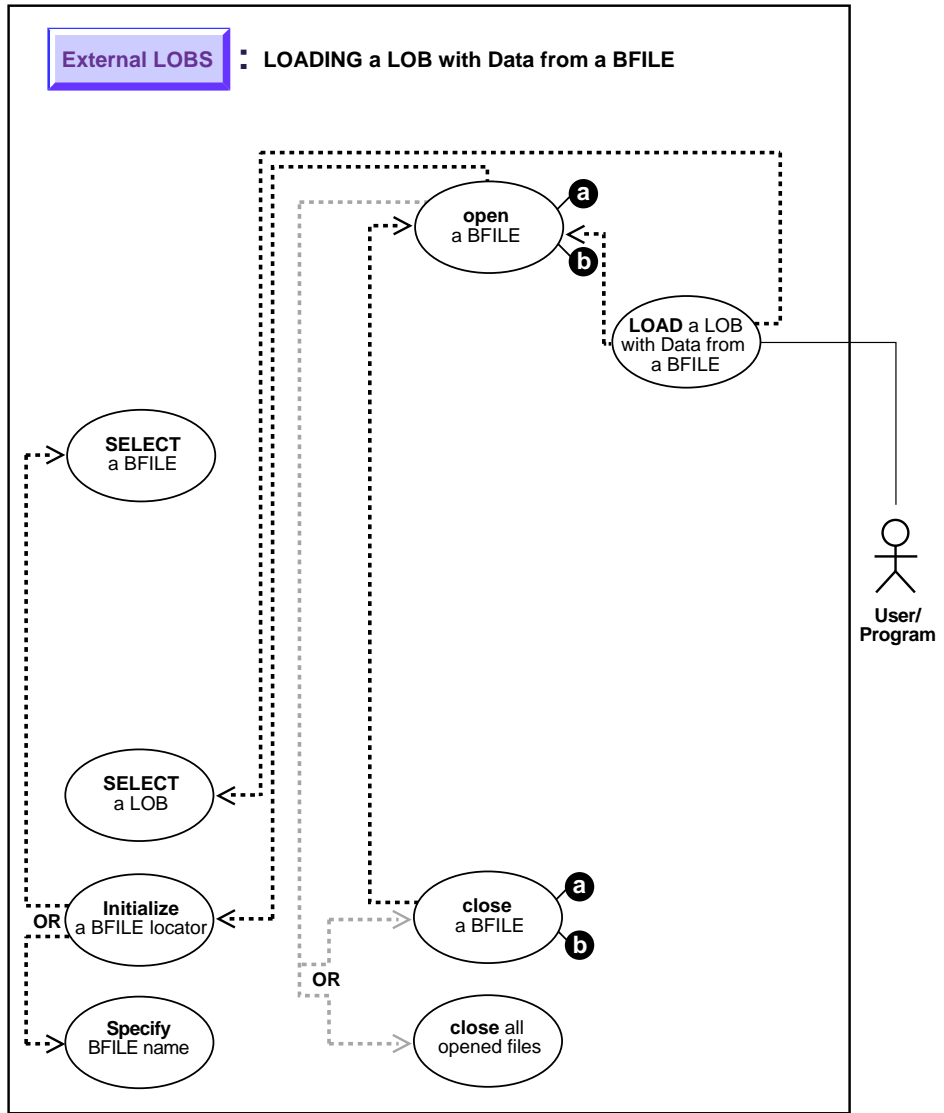 External LOBS : LOADING a LOB with Data from a BFILE
a
open
a BFILE
b
LOAD a LOB
with Data from
a BFILE
SELECT
a BFILE
User/
Program
SELECT
a LOB
a
Initialize
a BFILE locator
OR
close
a BFILE
b
OR
Specify
BFILE name
close all
opened files